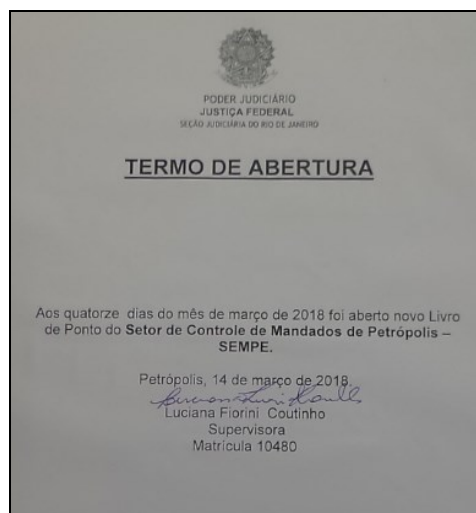 PODER JUDICIÁRIO
JUSTIÇA FEDERAL
SEÇÃO JUDICIÁRIA DO RIO DE JANEIRO
TERMO DE ABERTURA
Aos quatorze dias do mês de março de 2018 foi aberto novo Livro
de Ponto do Setor de Controle de Mandados de Petrópolis –
SEMPE.
Petrópolis, 14 de março de 2018.
Luciana Fiorini Coutinho
Supervisora
Matrícula 10480